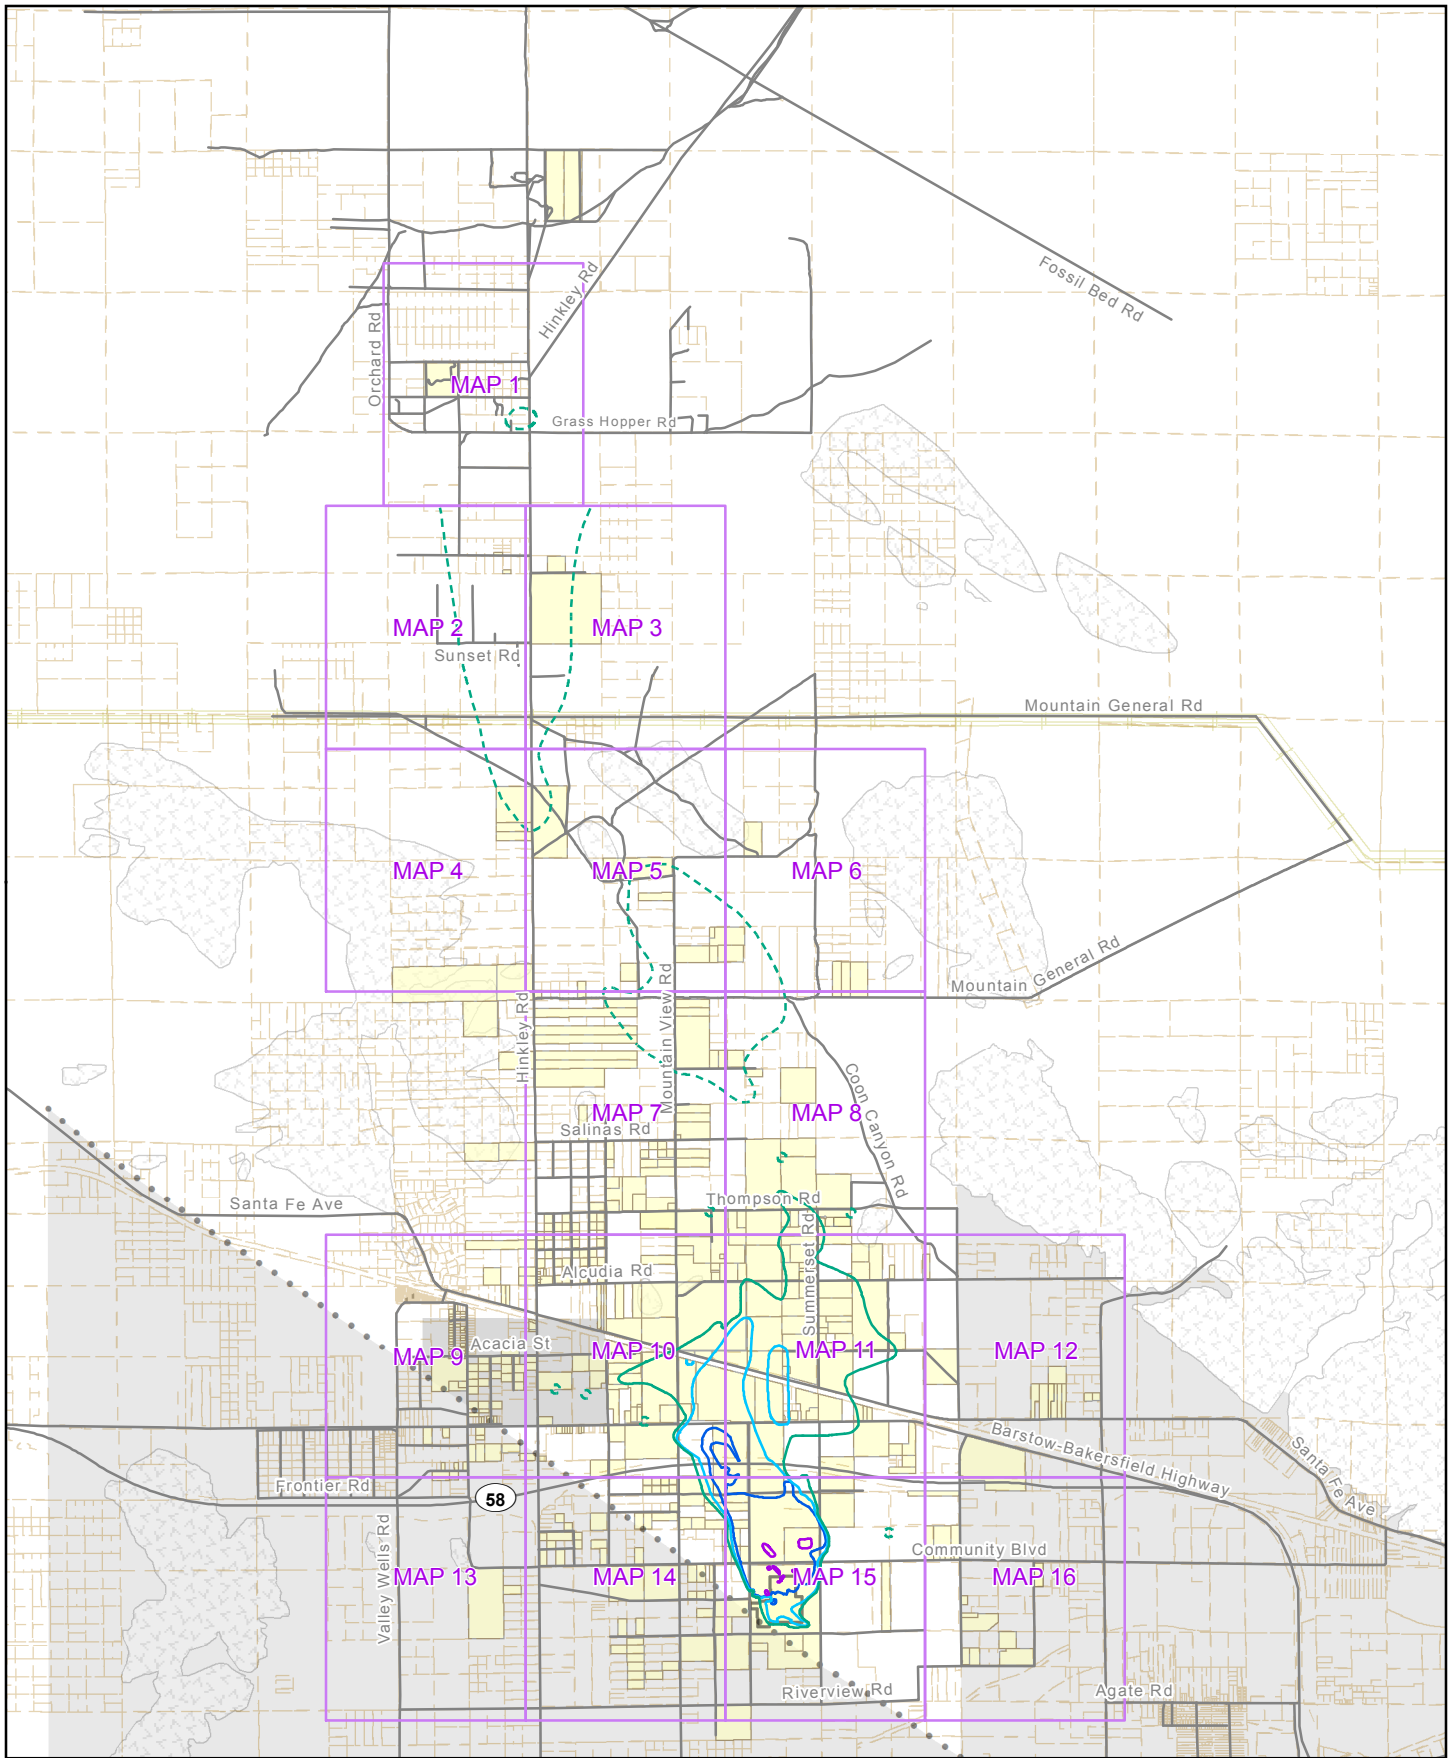 Fossil Bed Rd
Hinkley Rd
Orchard Rd
MAP 1
Grass Hopper Rd
MAP 2
MAP 3
Sunset Rd
Mountain General Rd
MAP 4
MAP 5
MAP 6
Mountain General Rd
Hinkley Rd
Mountain View Rd
Coon Canyon Rd
MAP 7
MAP 8
Salinas Rd
Santa Fe Ave
Thompson Rd
Summerset Rd
Alcudia Rd
Acacia St
MAP 9
MAP 10
MAP 11
MAP 12
Barstow-Bakersfield Highway
Santa Fe Ave
Frontier Rd
58
Valley Wells Rd
Community Blvd
MAP 13
MAP 14
MAP 15
MAP 16
Riverview Rd
Agate Rd